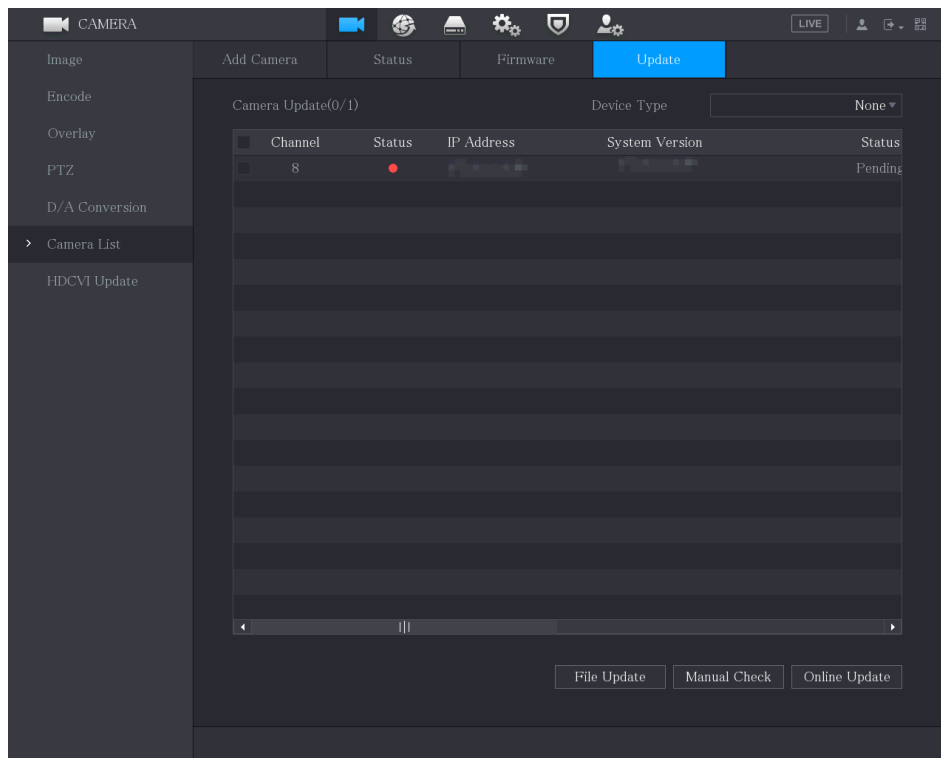 CAMERA LIVE
Image
Encode
Overlay
PTZ
D/A Conversion
Camera List
HDCVI Update
Add Camera Status Firmware Update
Camera Update(0/1) Device Type None
Channel Status IP Address System Version Status
8 Pending
File Update Manual Check Online Update